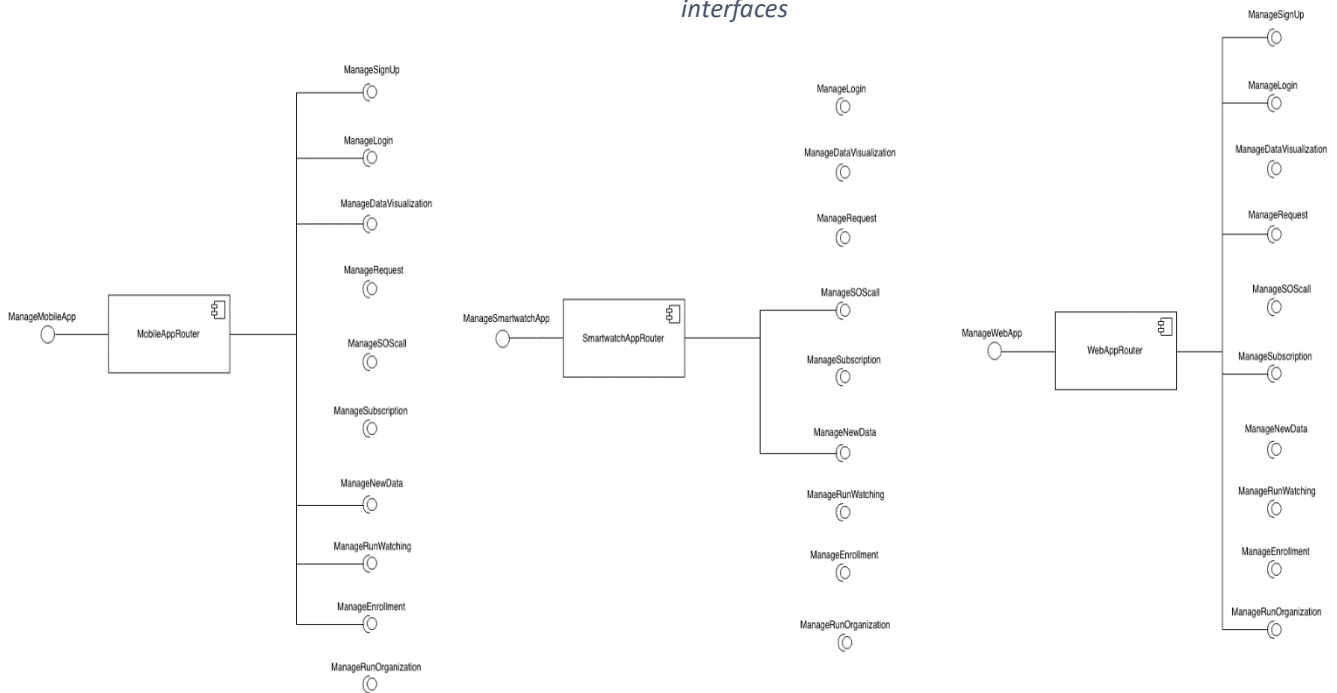 interfaces
ManageSignUp
ManageLogin
ManageDataVisualization
ManageRequest
ManageMobileApp
MobileAppRouter
ManageSOScall
ManageSubscription
ManageNewData
ManageRunWatching
ManageEnrollment
ManageRunOrganization
ManageLogin
ManageDataVisualization
ManageRequest
ManageSOScall
ManageSmartwatchApp
SmartwatchAppRouter
ManageSubscription
ManageNewData
ManageRunWatching
ManageEnrollment
ManageRunOrganization
ManageSignUp
ManageLogin
ManageDataVisualization
ManageRequest
ManageSOScall
ManageWebApp
WebAppRouter
ManageSubscription
ManageNewData
ManageRunWatching
ManageEnrollment
ManageRunOrganization